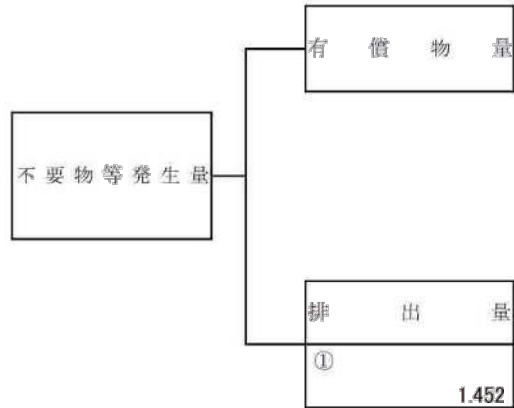 有償物量
不要物等発生量
排出量
①
1.452